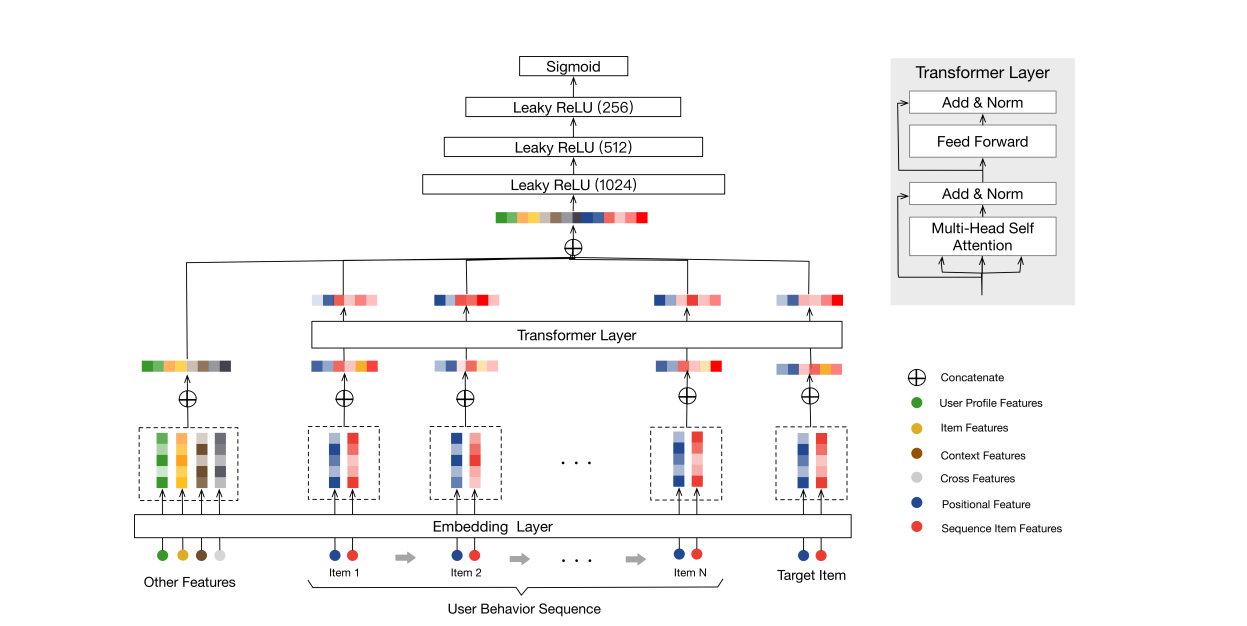 Sigmoid
Leaky ReLU (256)
Leaky ReLU (512)
Leaky ReLU (1024)
Transformer Layer
Embedding Layer
. . .
. . .
Item 1
Item 2
Item N
Other Features
Target Item
User Behavior Sequence
Transformer Layer
Add & Norm
Feed Forward
Add & Norm
Multi-Head Self
Attention
Concatenate
User Profile Features
Item Features
Context Features
Cross Features
Positional Feature
Sequence Item Features